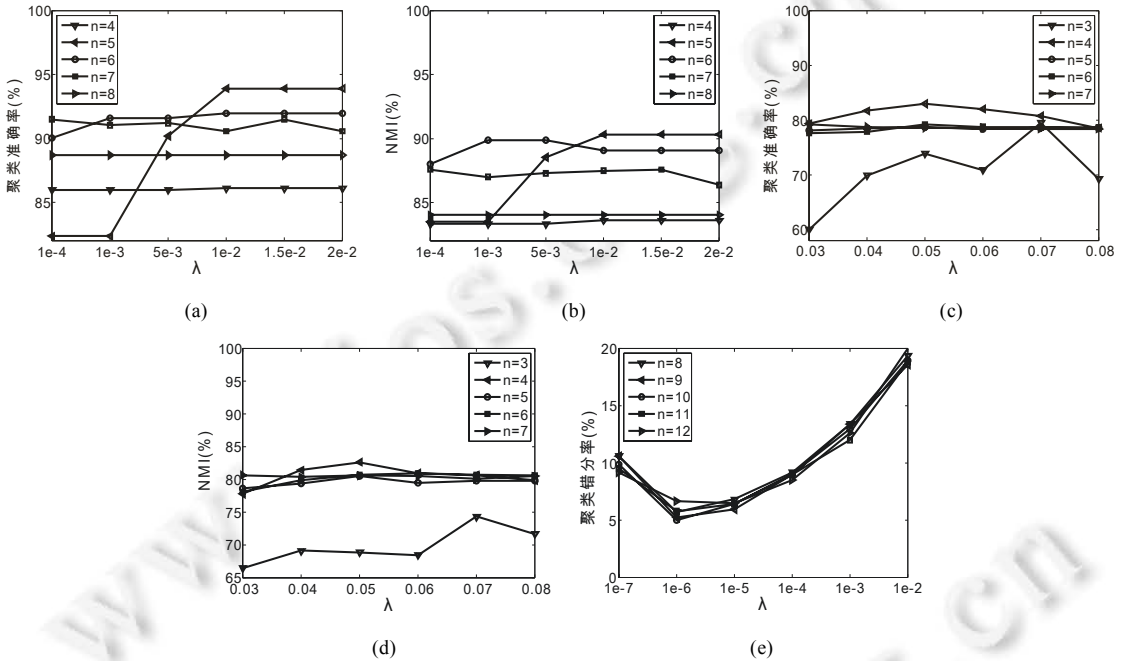 聚类准确率(%)
100
95
90
85
n=4
n=5
n=6
n=7
n=8
1e-4 1e-3 5e-3 1e-2 1.5e-2 2e-2
λ
(a)
NMI(%)
100
95
90
85
n=4
n=5
n=6
n=7
n=8
1e-4 1e-3 5e-3 1e-2 1.5e-2 2e-2
λ
(b)
聚类准确率(%)
100
90
80
70
60
n=3
n=4
n=5
n=6
n=7
0.03 0.04 0.05 0.06 0.07 0.08
λ
(c)
NMI(%)
100
95
90
85
80
75
70
65
n=3
n=4
n=5
n=6
n=7
0.03 0.04 0.05 0.06 0.07 0.08
λ
(d)
聚类错分率(%)
20
15
10
5
0
n=8
n=9
n=10
n=11
n=12
1e-7 1e-6 1e-5 1e-4 1e-3 1e-2
λ
(e)